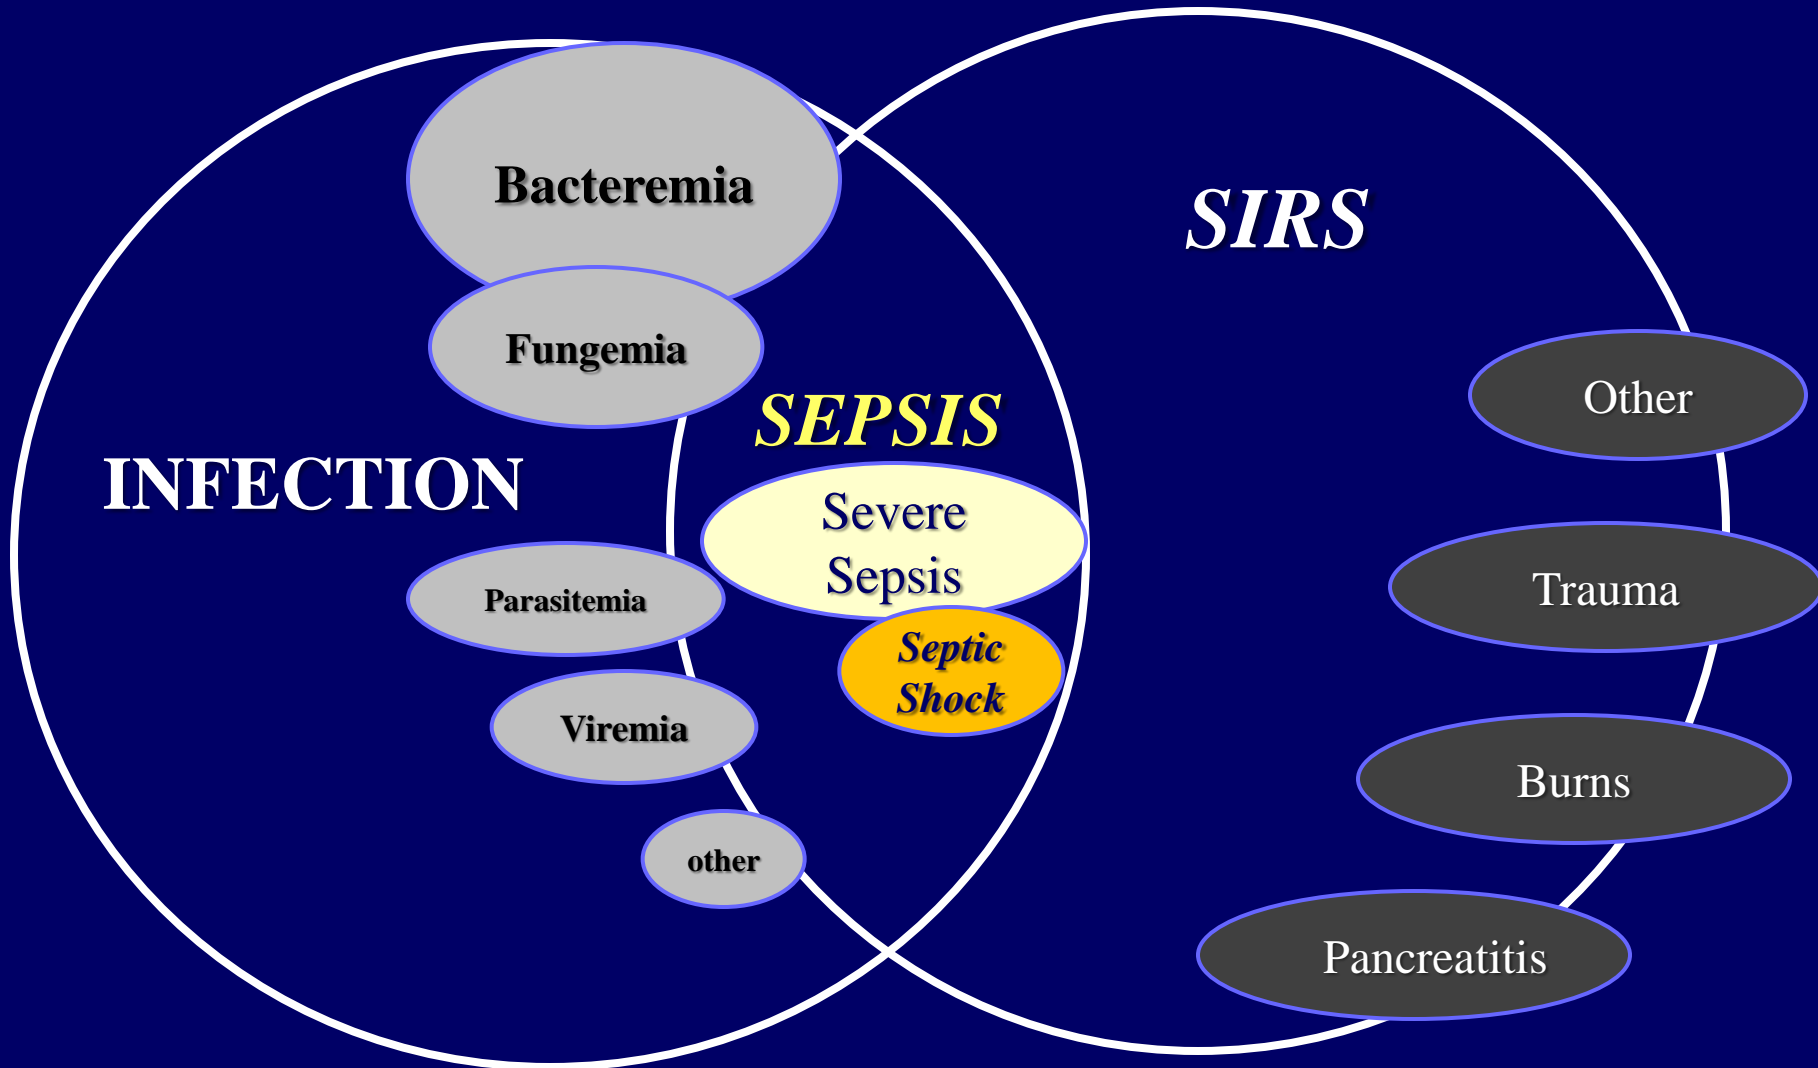 Bacteremia
SIRS
Fungemia
Other
SEPSIS
INFECTION
Severe
Sepsis
Trauma
Parasitemia
Septic
Shock
Viremia
Burns
other
Pancreatitis